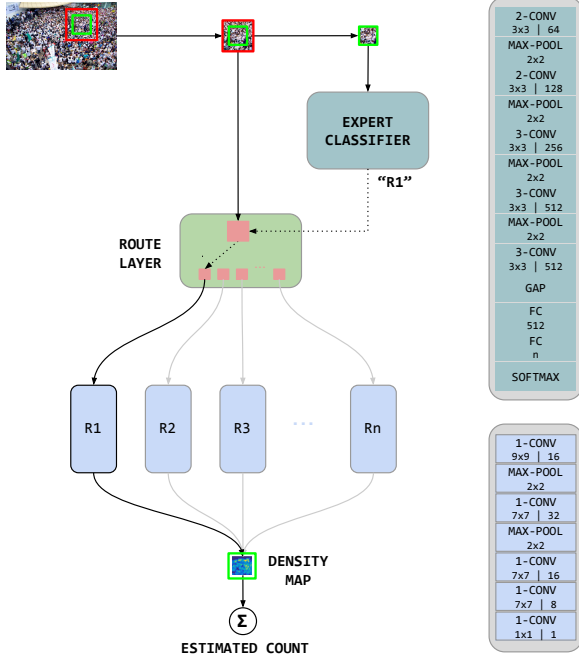 EXPERT
CLASSIFIER
“R1”
ROUTE
LAYER
...
R1
R2
R3
...
Rn
DENSITY
MAP
Σ
ESTIMATED COUNT
2-CONV
3x3 | 64
MAX-POOL
2x2
2-CONV
3x3 | 128
MAX-POOL
2x2
3-CONV
3x3 | 256
MAX-POOL
2x2
3-CONV
3x3 | 512
MAX-POOL
2x2
3-CONV
3x3 | 512
GAP
FC
512
FC
n
SOFTMAX
1-CONV
9x9 | 16
MAX-POOL
2x2
1-CONV
7x7 | 32
MAX-POOL
2x2
1-CONV
7x7 | 16
1-CONV
7x7 | 8
1-CONV
1x1 | 1